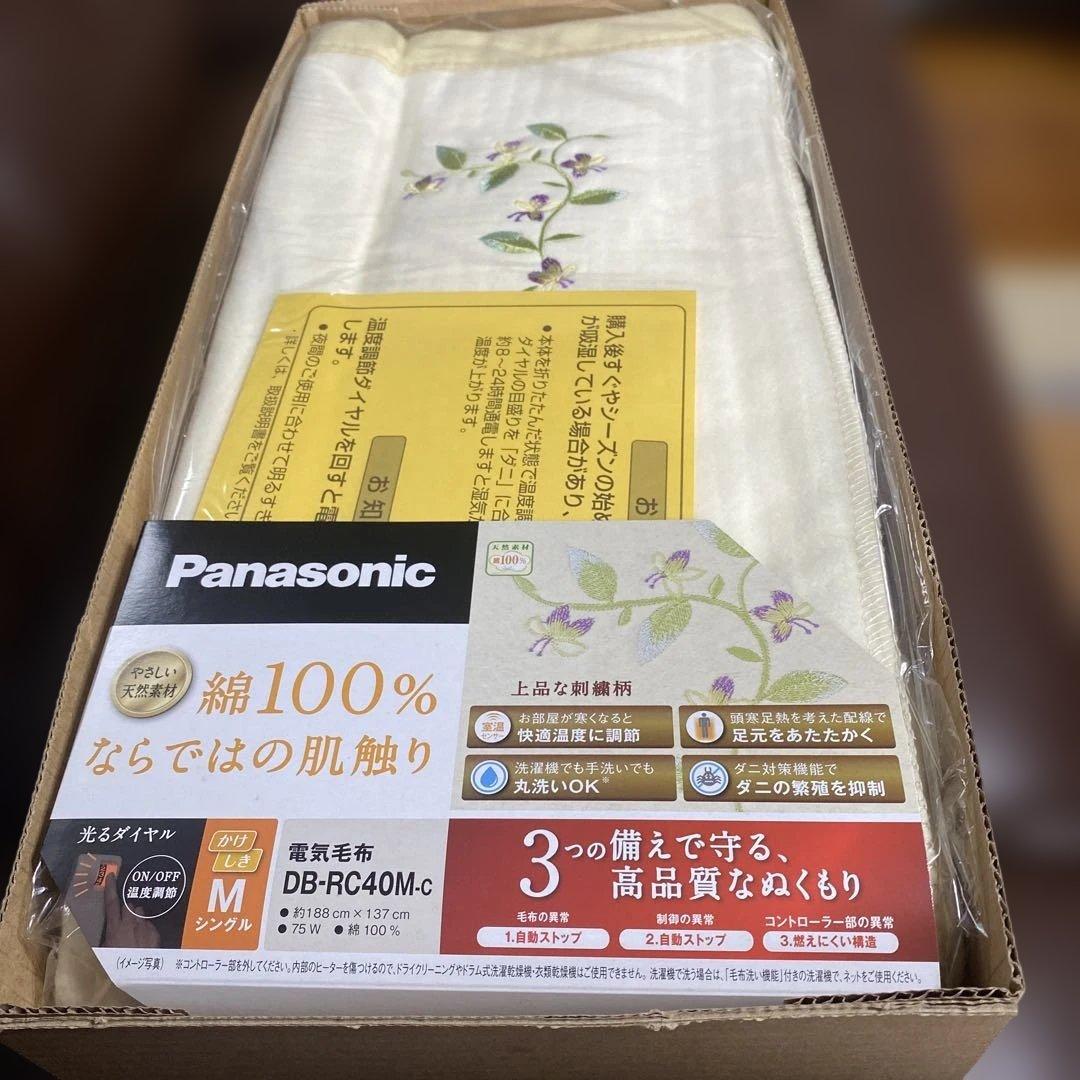 購入後すぐやシーズンの始め
が吸湿している場合があり、
●本体を折りたたんだ状態で温度調
ダイヤルの目盛りを「ダニ」に合
約8〜24時間通電しますと湿気
温度が上がります。
お
お知
温度調節ダイヤルを回すと電
します。
●夜間のご使用に合わせて明るさを
・詳しくは、取扱説明書をご覧くださ
Panasonic
天然素材
綿100%
やさしい
天然素材
綿100%
ならではの肌触り
上品な刺繍柄
室温
センサー
お部屋が寒くなると
快適温度に調節
頭寒足熱を考えた配線で
足元をあたたかく
洗濯機でも手洗いでも
丸洗いOK※
ダニ対策機能で
ダニの繁殖を抑制
光るダイヤル
ON/OFF
温度調節
かけ
しき
M
シングル
電気毛布
DB-RC40M-C
●約188cm×137cm
●75W ●綿100%
3つの備えで守る、
高品質なぬくもり
毛布の異常
1.自動ストップ
制御の異常
2.自動ストップ
コントローラー部の異常
3.燃えにくい構造
(イメージ写真) ※コントローラー部を外してください。内部のヒーターを傷つけるので、ドライクリーニングやドラム式洗濯乾燥機・衣類乾燥機はご使用できません。洗濯機で洗う場合は、「毛布洗い機能」付きの洗濯機で、ネットをご使用ください。